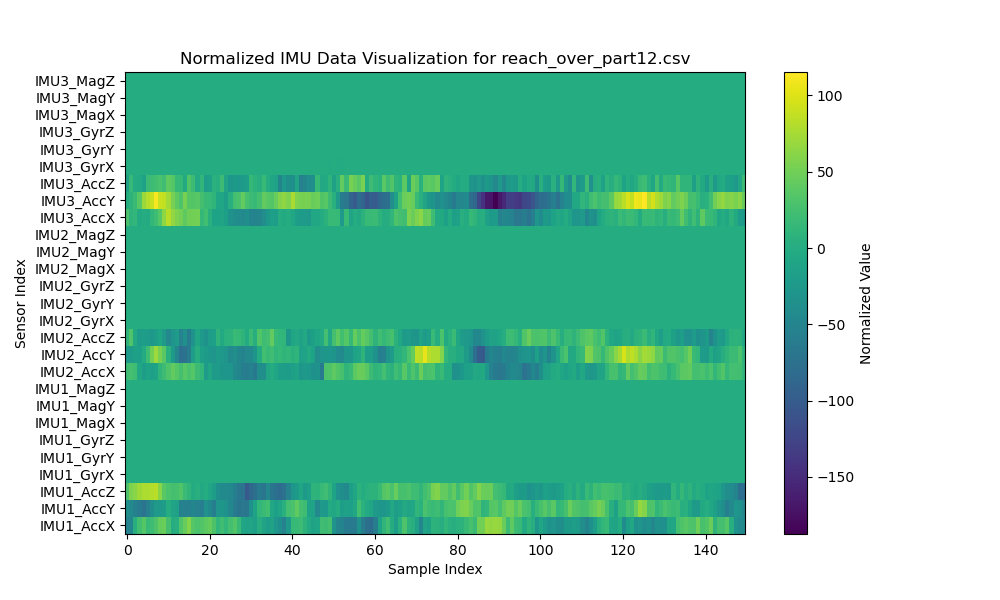 Normalized IMU Data Visualization for reach_over_part12.csv
IMU3_MagZ
IMU3_MagY
IMU3_MagX
IMU3_GyrZ
IMU3_GyrY
IMU3_GyrX
IMU3_AccZ
IMU3_AccY
IMU3_AccX
IMU2_MagZ
IMU2_MagY
IMU2_MagX
IMU2_GyrZ
IMU2_GyrY
IMU2_GyrX
IMU2_AccZ
IMU2_AccY
IMU2_AccX
IMU1_MagZ
IMU1_MagY
IMU1_MagX
IMU1_GyrZ
IMU1_GyrY
IMU1_GyrX
IMU1_AccZ
IMU1_AccY
IMU1_AccX
Sensor Index
0 20 40 60 80 100 120 140
Sample Index
100
50
0
−50
−100
−150
Normalized Value